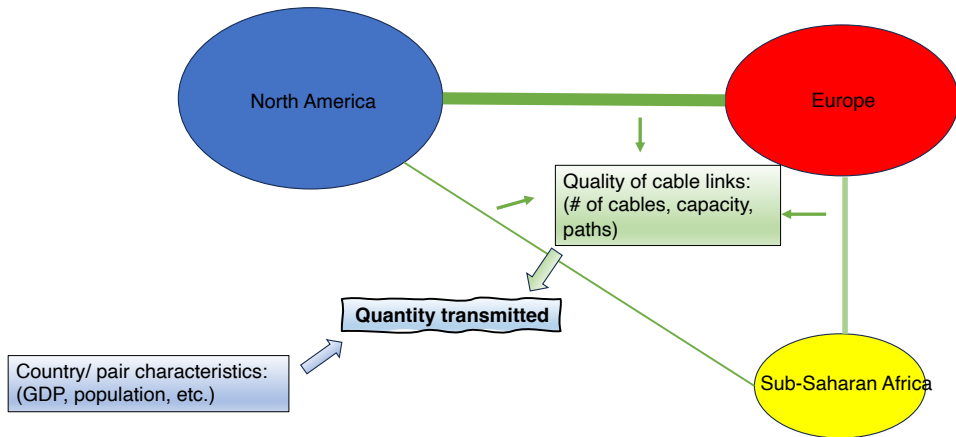 North America
Europe
Quality of cable links:
(# of cables, capacity,
paths)
Quantity transmitted
Country/ pair characteristics:
(GDP, population, etc.)
Sub-Saharan Africa